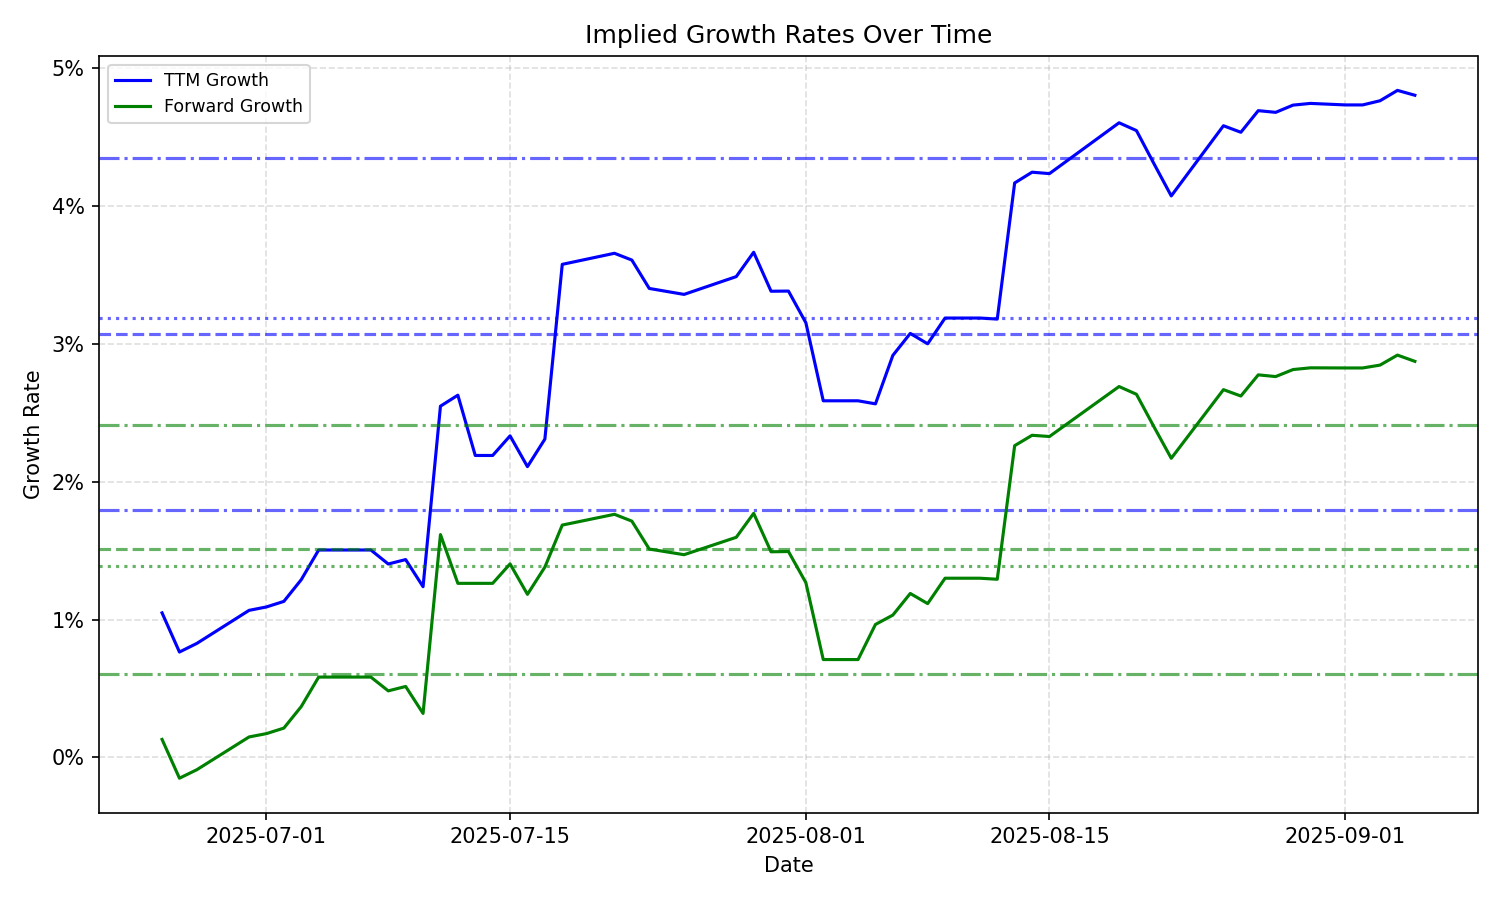 Implied Growth Rates Over Time
TTM Growth
Forward Growth
5%
4%
3%
2%
1%
0%
Growth Rate
2025-07-01
2025-07-15
2025-08-01
2025-08-15
2025-09-01
Date